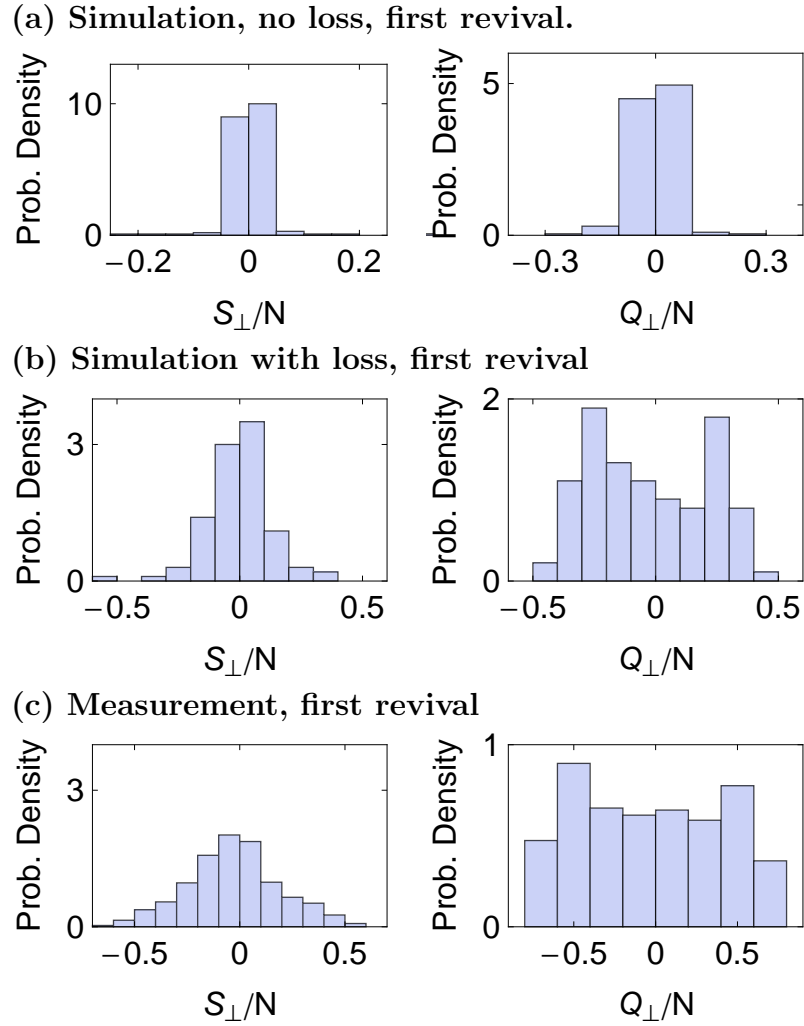 (a) Simulation, no loss, first revival.
Prob. Density
10
0
−0.2
0
0.2
S⊥/N
Prob. Density
5
0
−0.3
0
0.3
Q⊥/N
(b) Simulation with loss, first revival
Prob. Density
3
0
−0.5
0
0.5
S⊥/N
Prob. Density
2
1
0
−0.5
0
0.5
Q⊥/N
(c) Measurement, first revival
Prob. Density
3
0
−0.5
0
0.5
S⊥/N
Prob. Density
1
0
−0.5
0
0.5
Q⊥/N